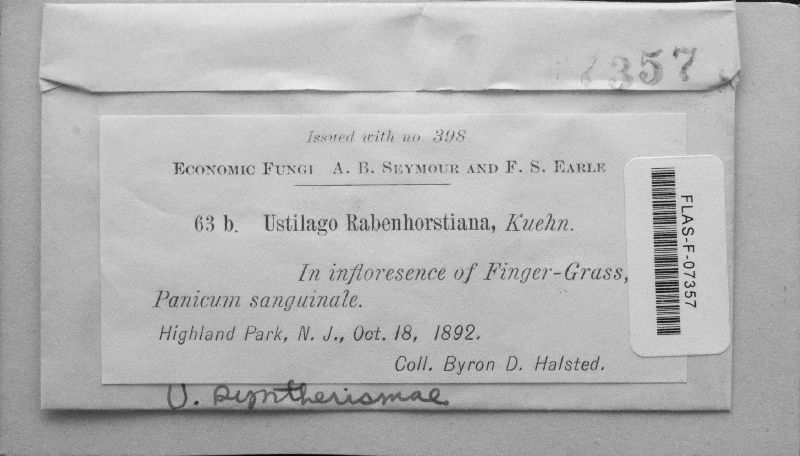 7357
Issued with no 398
Economic Fungi A. B. Seymour and F. S. Earle
63 b. Ustilago Rabenhorstiana, Kuehn.
In infloresence of Finger-Grass,
Panicum sanguinale.
Highland Park, N. J., Oct. 18, 1892.
Coll. Byron D. Halsted.
U. syntherismae
FLAS-F-07357